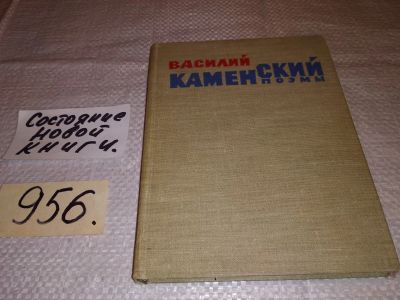 ВАСИЛИЙ
КАМЕНСКИЙ
ПОЭМЫ
Состояние
новой
книги.
956.